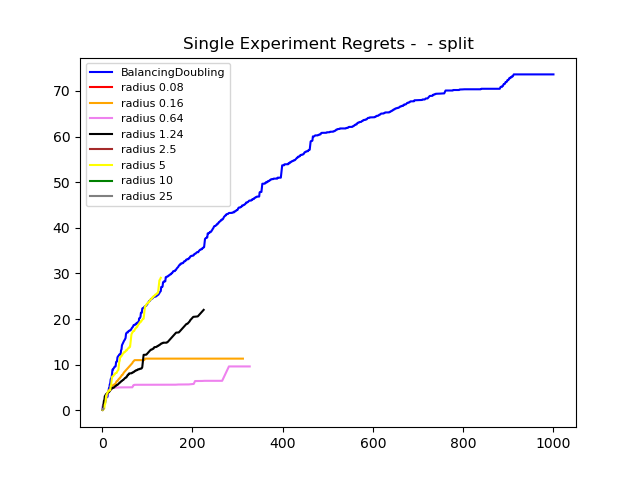 Single Experiment Regrets -  - split
BalancingDoubling
radius 0.08
radius 0.16
radius 0.64
radius 1.24
radius 2.5
radius 5
radius 10
radius 25
70
60
50
40
30
20
10
0
0 200 400 600 800 1000